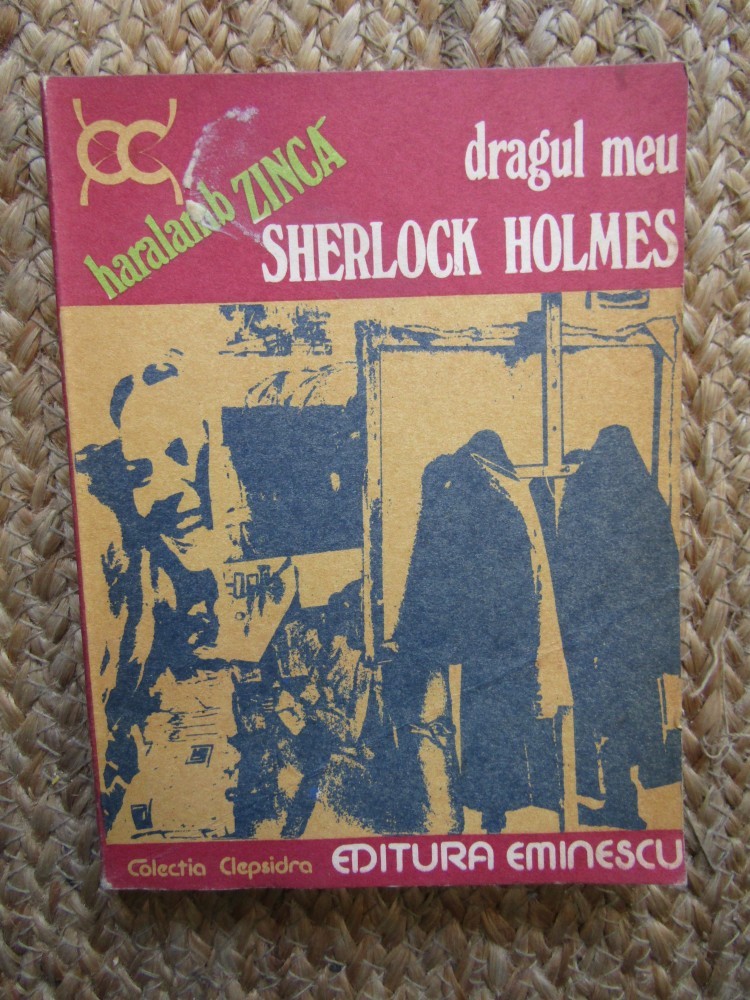 haralamb ZINCĂ
dragul meu
SHERLOCK HOLMES
Colecția Clepsidra EDITURA EMINESCU